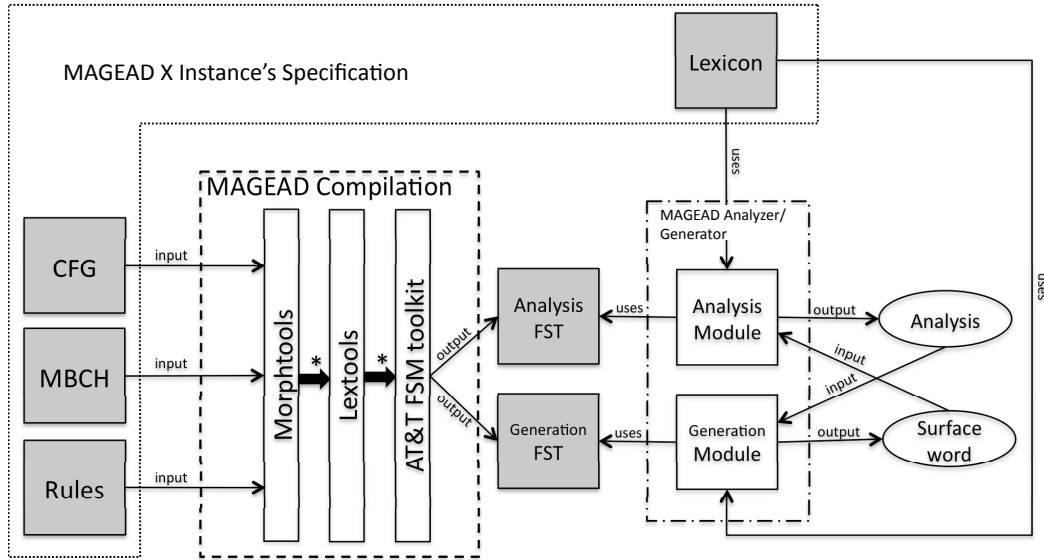 MAGEAD X Instance's Specification
Lexicon
uses
uses
MAGEAD Compilation
MAGEAD Analyzer/
Generator
CFG
input
MBCH
input
Rules
input
Morphtools
*
Lextools
*
AT&T FSM toolkit
output
output
Analysis
FST
Generation
FST
uses
uses
Analysis
Module
Generation
Module
output
input
input
output
Analysis
Surface
word